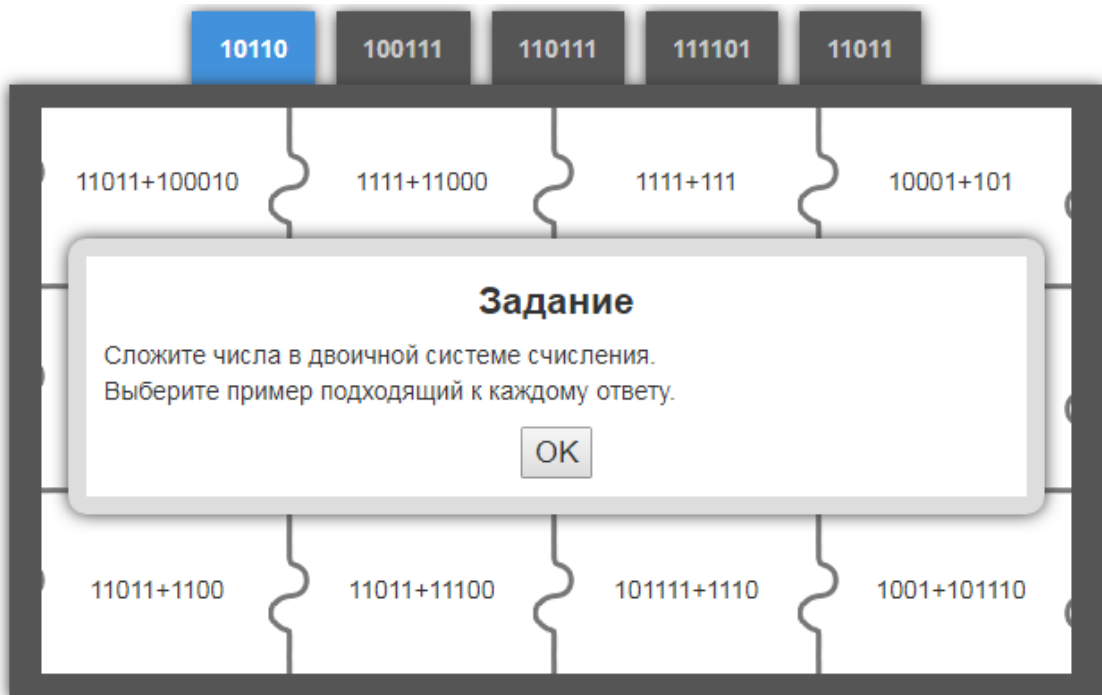 10110 100111 110111 111101 11011
11011+100010 1111+11000 1111+111 10001+101
Задание
Сложите числа в двоичной системе счисления.
Выберите пример подходящий к каждому ответу.
OK
11011+1100 11011+11100 101111+1110 1001+101110